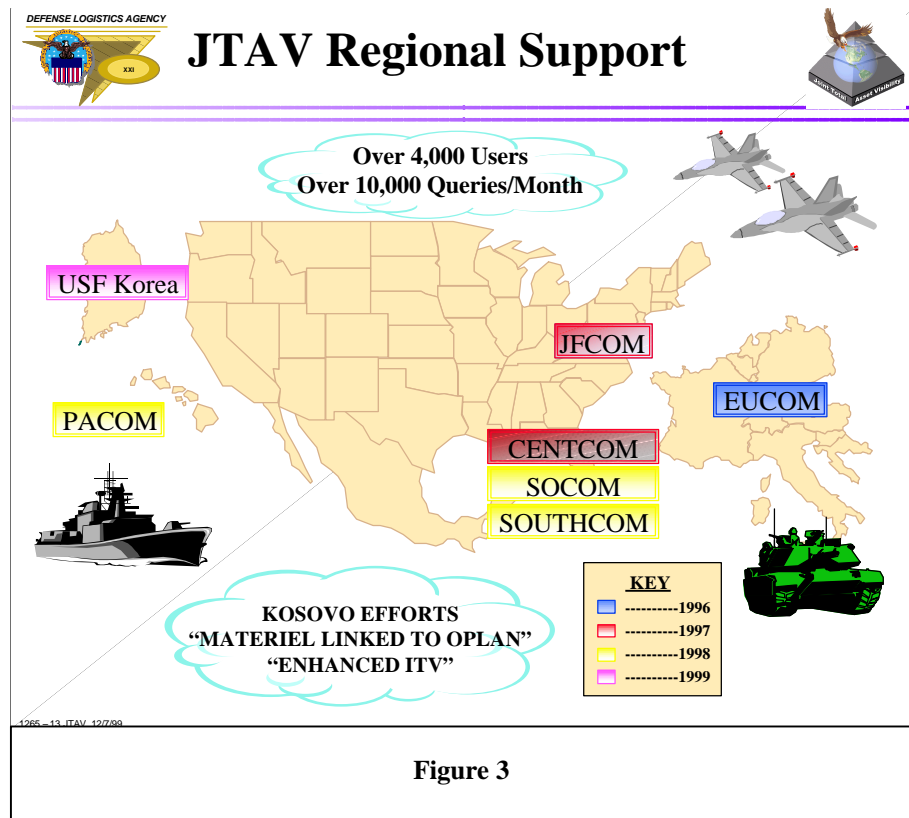 DEFENSE LOGISTICS AGENCY
XXI
JTAV Regional Support
Joint Total Asset Visibility
Over 4,000 Users
Over 10,000 Queries/Month
USF Korea
JFCOM
EUCOM
PACOM
CENTCOM
SOCOM
SOUTHCOM
KOSOVO EFFORTS
“MATERIEL LINKED TO OPLAN”
“ENHANCED ITV”
KEY
----------1996
----------1997
----------1998
----------1999
1265 – 13 JTAV 12/7/99
Figure 3